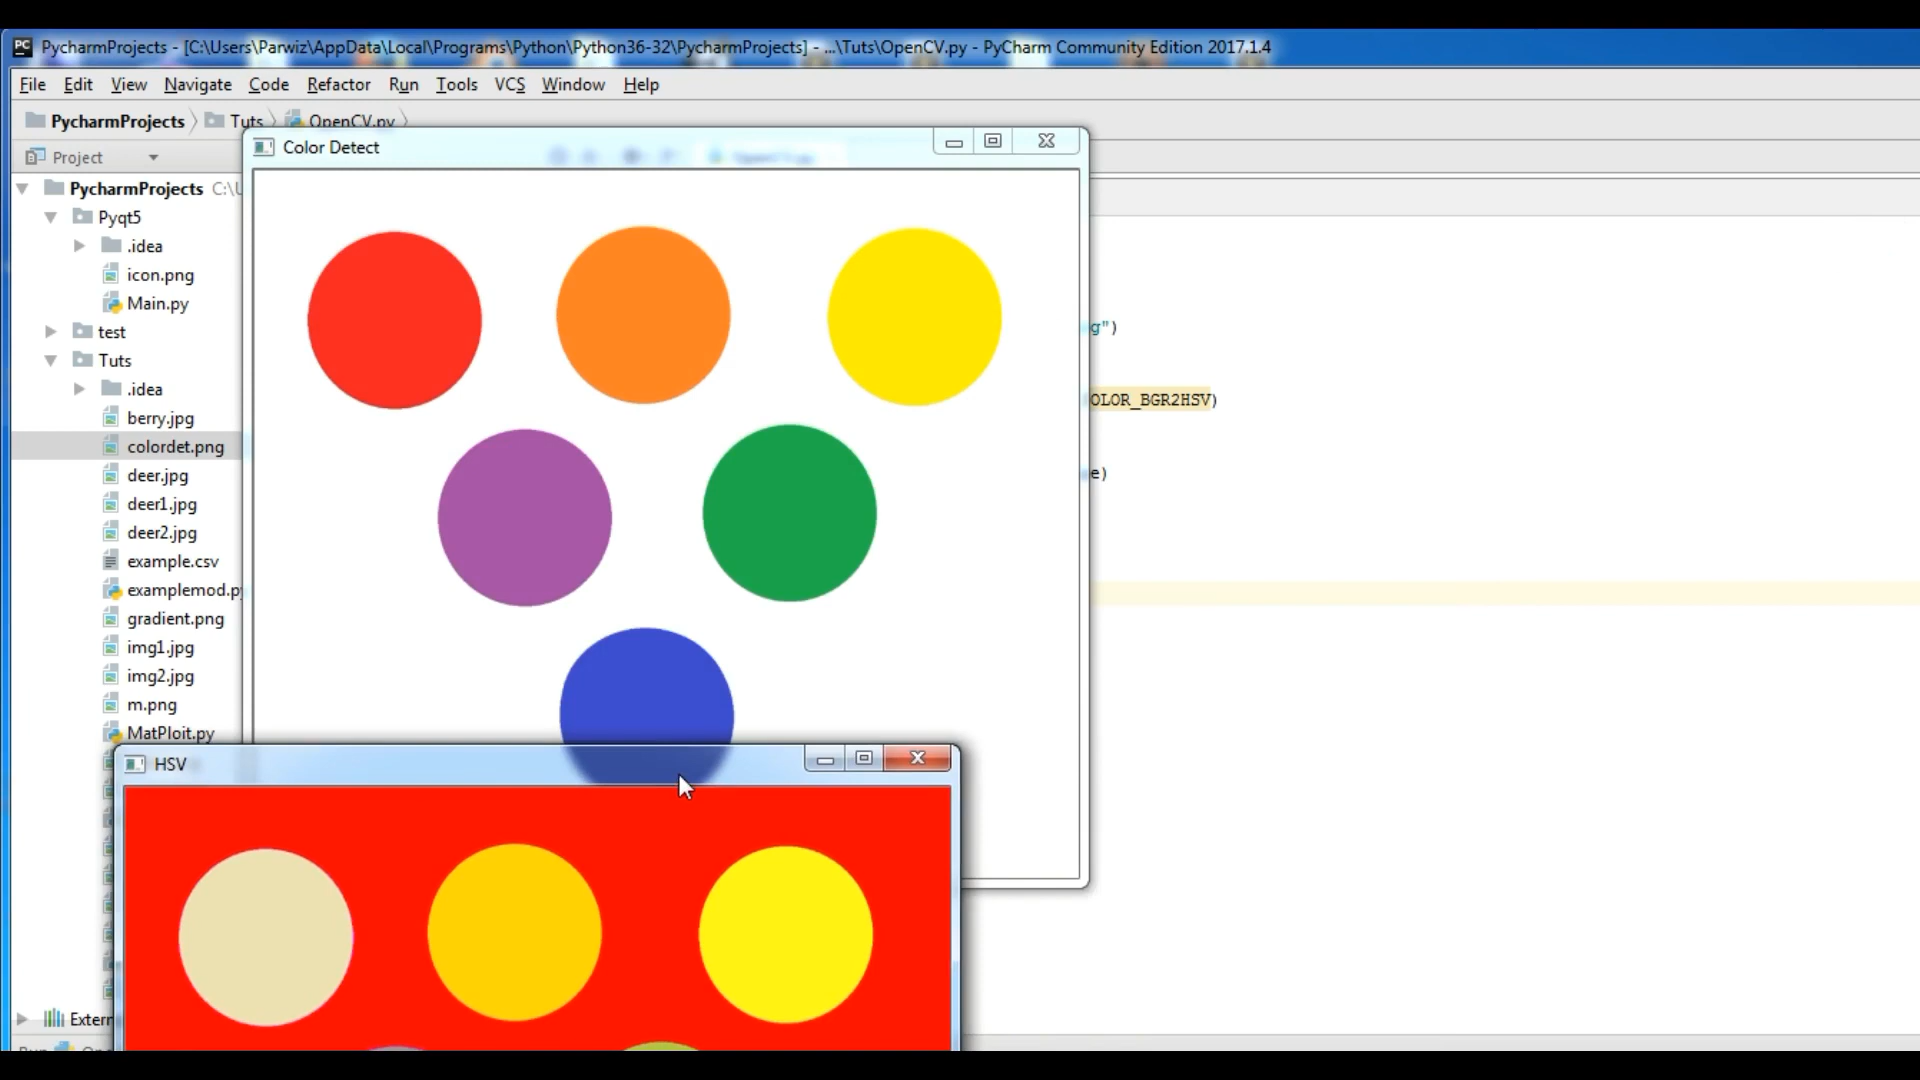 PycharmProjects - [C:\Users\Parwiz\AppData\Local\Programs\Python\Python36-32\PycharmProjects] - ...\Tuts\OpenCV.py - PyCharm Community Edition 2017.1.4
File Edit View Navigate Code Refactor Run Tools VCS Window Help
PycharmProjects Tuts OpenCV.py
Color Detect
Project
PycharmProjects C:\U
Pyqt5
.idea
icon.png
Main.py
g")
test
Tuts
.idea
OLOR_BGR2HSV)
berry.jpg
colordet.png
e)
deer.jpg
deer1.jpg
deer2.jpg
example.csv
examplemod.py
gradient.png
img1.jpg
img2.jpg
m.png
MatPloit.py
HSV
Extern